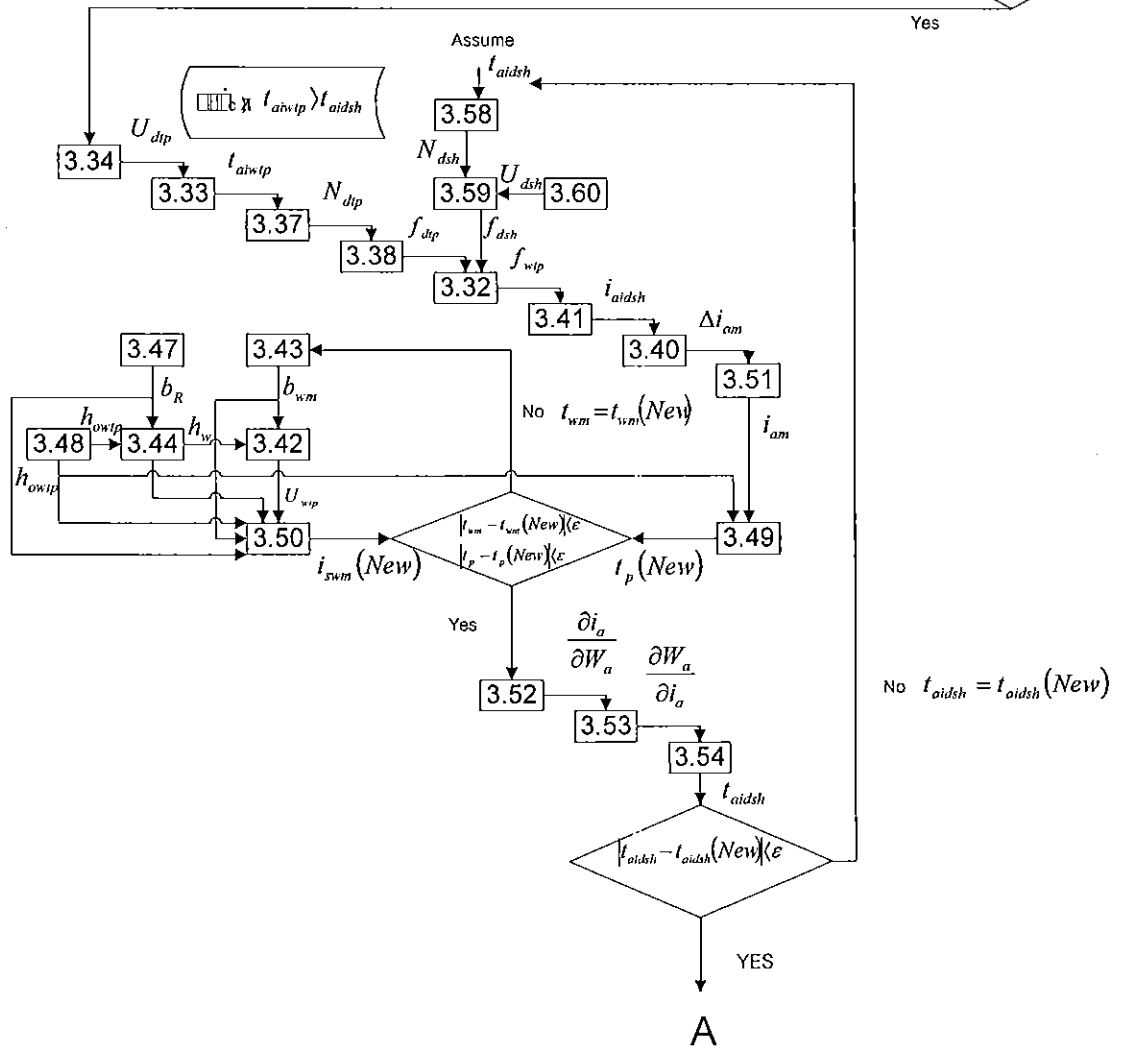 Yes
Assume
t_aidsh
t_aiwtp 〉t_aidsh
3.58
U_dtp
3.34
N_dsh
t_aiwtp
3.33
3.59
U_dsh
3.60
N_dtp
3.37
f_dtp
f_dsh
3.38
f_wtp
3.32
i_aidsh
3.41
Δi_am
3.40
3.47
3.43
3.51
b_R
b_wm
No t_wm = t_wm(New)
h_owtp
h_w
i_am
3.48
3.44
3.42
h_owtp
U_wtp
|t_wm − t_wm(New)|〈ε
3.50
3.49
|t_p − t_p(New)|〈ε
i_swm(New)
t_p(New)
Yes
∂i_a
∂W_a
∂W_a
∂i_a
3.52
No t_aidsh = t_aidsh(New)
3.53
3.54
t_aidsh
|t_aidsh − t_aidsh(New)|〈ε
YES
A